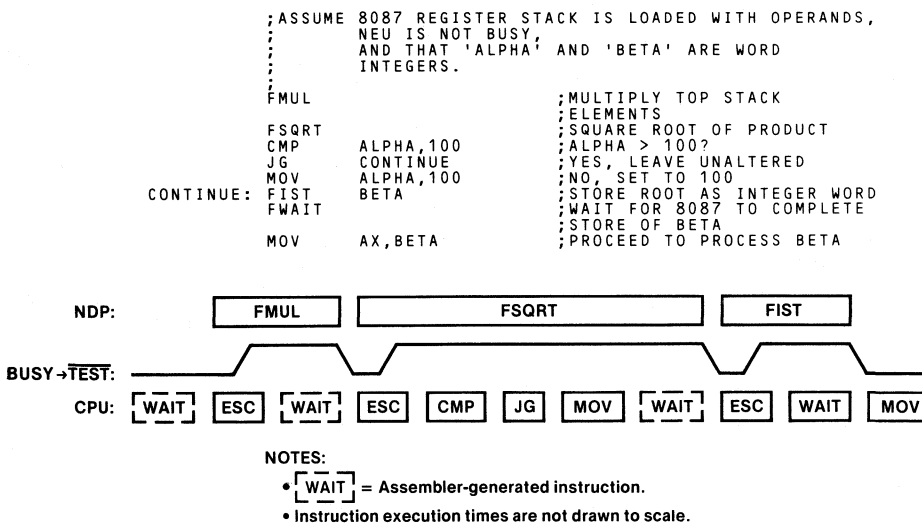 ;ASSUME 8087 REGISTER STACK IS LOADED WITH OPERANDS,
; NEU IS NOT BUSY,
; AND THAT 'ALPHA' AND 'BETA' ARE WORD
; INTEGERS.
;
FMUL ;MULTIPLY TOP STACK
;ELEMENTS
FSQRT ;SQUARE ROOT OF PRODUCT
CMP ALPHA,100 ;ALPHA > 100?
JG CONTINUE ;YES, LEAVE UNALTERED
MOV ALPHA,100 ;NO, SET TO 100
CONTINUE: FIST BETA ;STORE ROOT AS INTEGER WORD
FWAIT ;WAIT FOR 8087 TO COMPLETE
;STORE OF BETA
MOV AX,BETA ;PROCEED TO PROCESS BETA
NDP: FMUL FSQRT FIST
BUSY→TEST:
CPU: WAIT ESC WAIT ESC CMP JG MOV WAIT ESC WAIT MOV
NOTES:
• WAIT = Assembler-generated instruction.
• Instruction execution times are not drawn to scale.